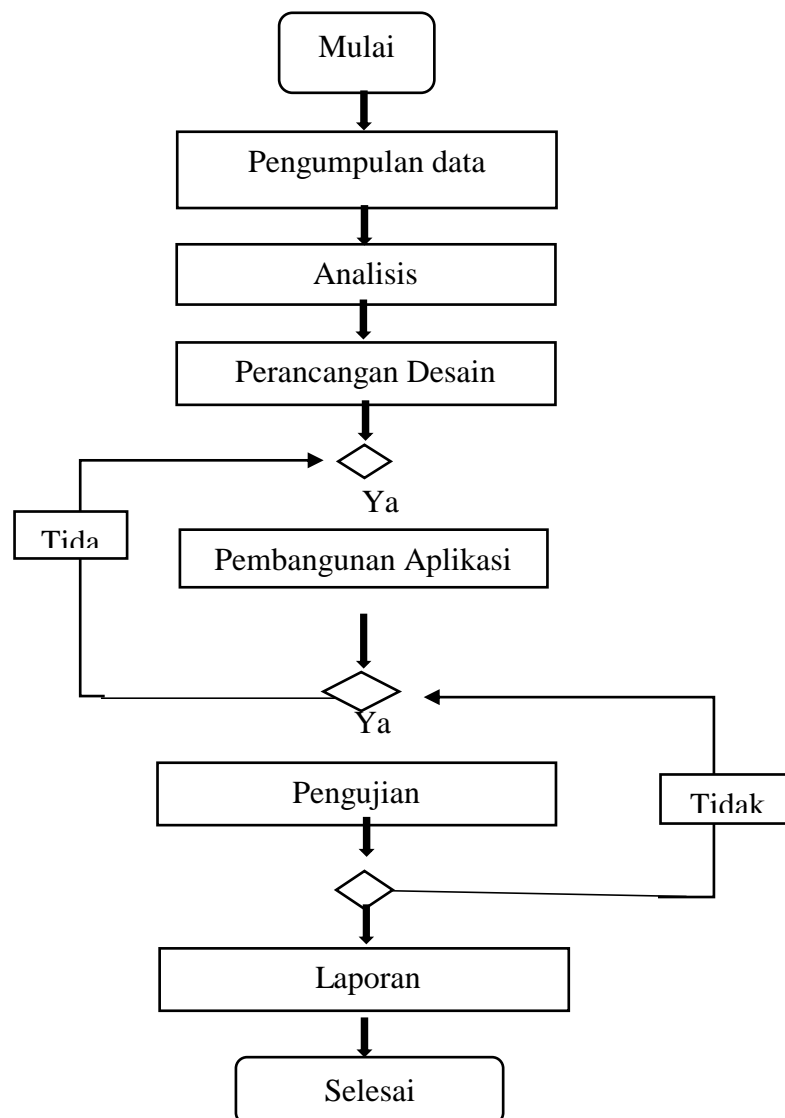 Mulai
Pengumpulan data
Analisis
Perancangan Desain
Ya
Tida
Pembangunan Aplikasi
Ya
Pengujian
Tidak
Laporan
Selesai